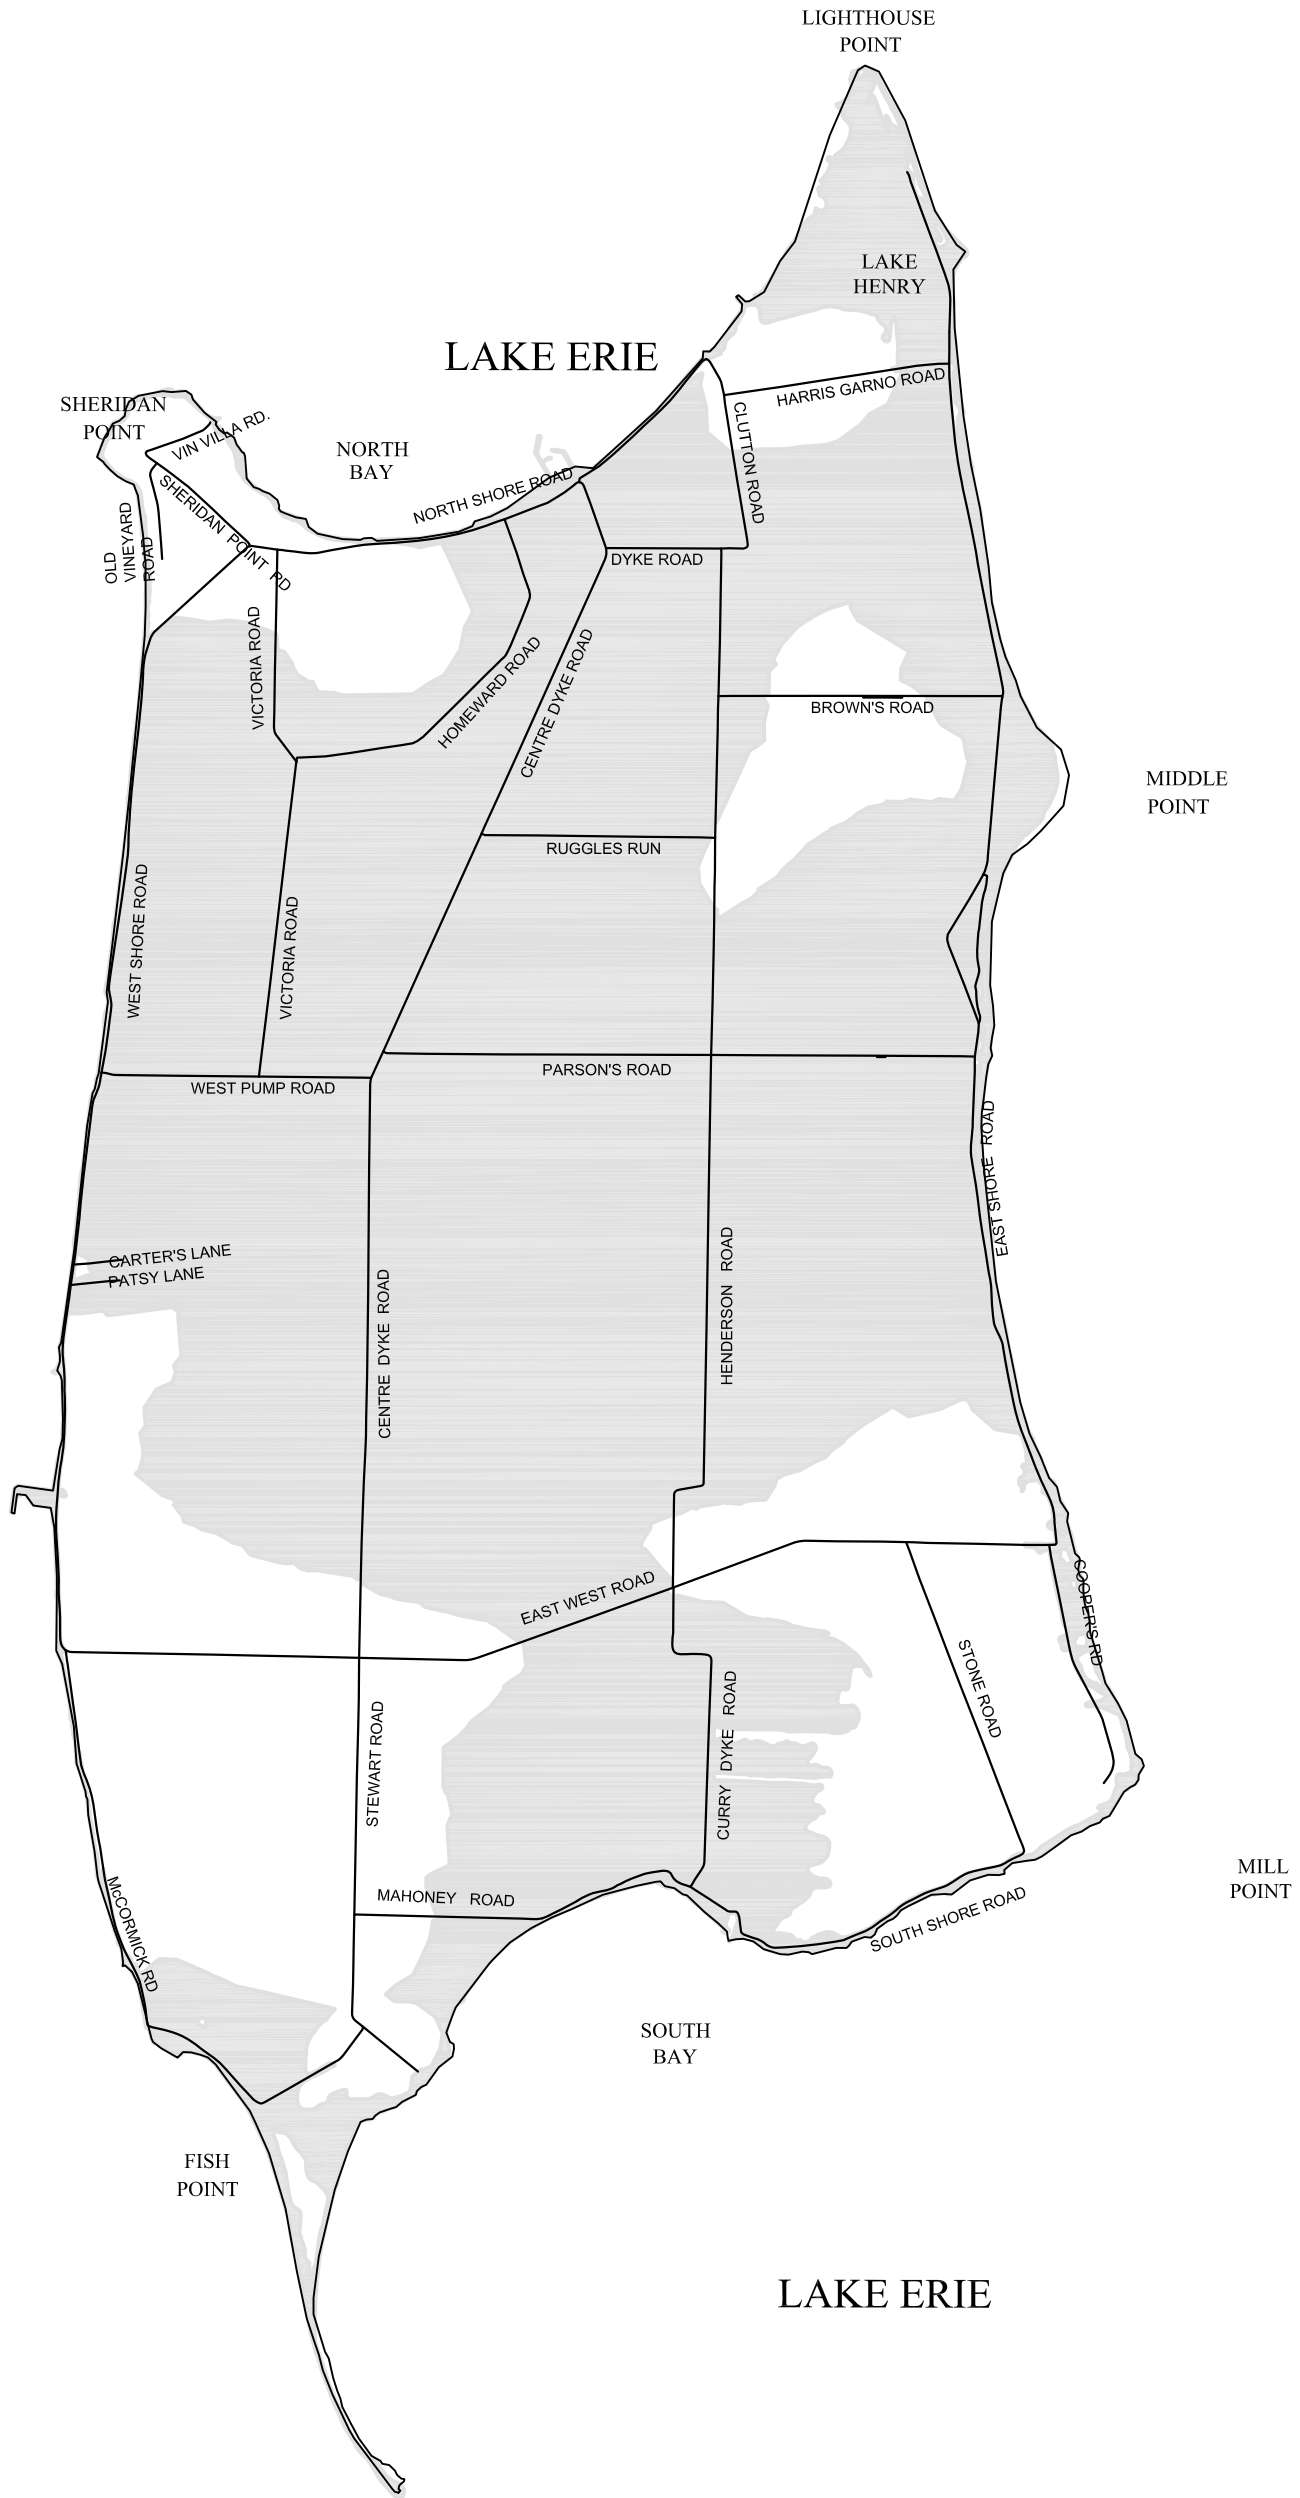 LIGHTHOUSE
POINT
LAKE
HENRY
LAKE ERIE
HARRIS GARNO ROAD
SHERIDAN
POINT
VIN VILLA RD.
CLUTTON ROAD
NORTH
BAY
NORTH SHORE ROAD
SHERIDAN POINT RD
OLD
VINEYARD
ROAD
DYKE ROAD
VICTORIA ROAD
HOMEWARD ROAD
CENTRE DYKE ROAD
BROWN'S ROAD
MIDDLE
POINT
RUGGLES RUN
WEST SHORE ROAD
VICTORIA ROAD
PARSON'S ROAD
WEST PUMP ROAD
EAST SHORE ROAD
CARTER'S LANE
PATSY LANE
HENDERSON ROAD
CENTRE DYKE ROAD
EAST WEST ROAD
COOPER'S RD
STONE ROAD
CURRY DYKE ROAD
STEWART ROAD
MILL
POINT
MAHONEY ROAD
McCORMICK RD
SOUTH SHORE ROAD
SOUTH
BAY
FISH
POINT
LAKE ERIE